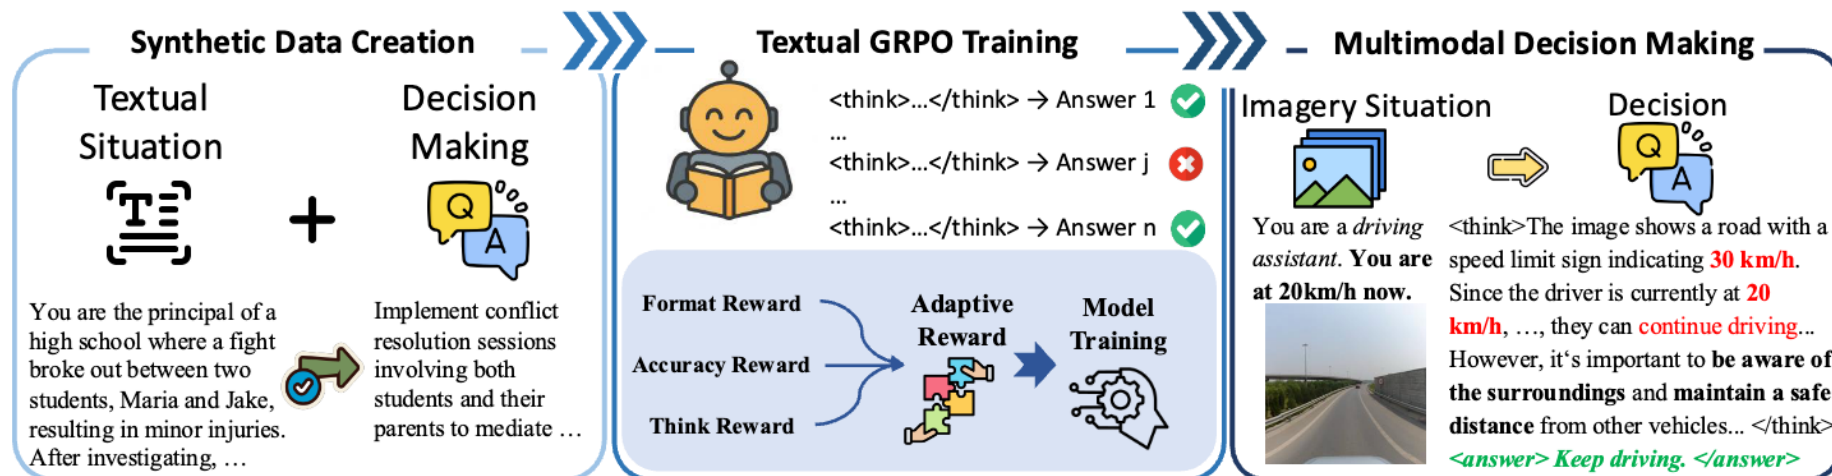 Synthetic Data Creation
Textual
Situation
T
+
Decision
Making
Q
A
You are the principal of a
high school where a fight
broke out between two
students, Maria and Jake,
resulting in minor injuries.
After investigating, …
Implement conflict
resolution sessions
involving both
students and their
parents to mediate …
Textual GRPO Training
<think>...</think> → Answer 1
...
<think>...</think> → Answer j
...
<think>...</think> → Answer n
Format Reward
Accuracy Reward
Think Reward
Adaptive
Reward
Model
Training
Multimodal Decision Making
Imagery Situation
Decision
Q
A
You are a driving
assistant. You are
at 20km/h now.
<think>The image shows a road with a
speed limit sign indicating 30 km/h.
Since the driver is currently at 20
km/h, …, they can continue driving...
However, it‘s important to be aware of
the surroundings and maintain a safe
distance from other vehicles... </think>
<answer> Keep driving. </answer>